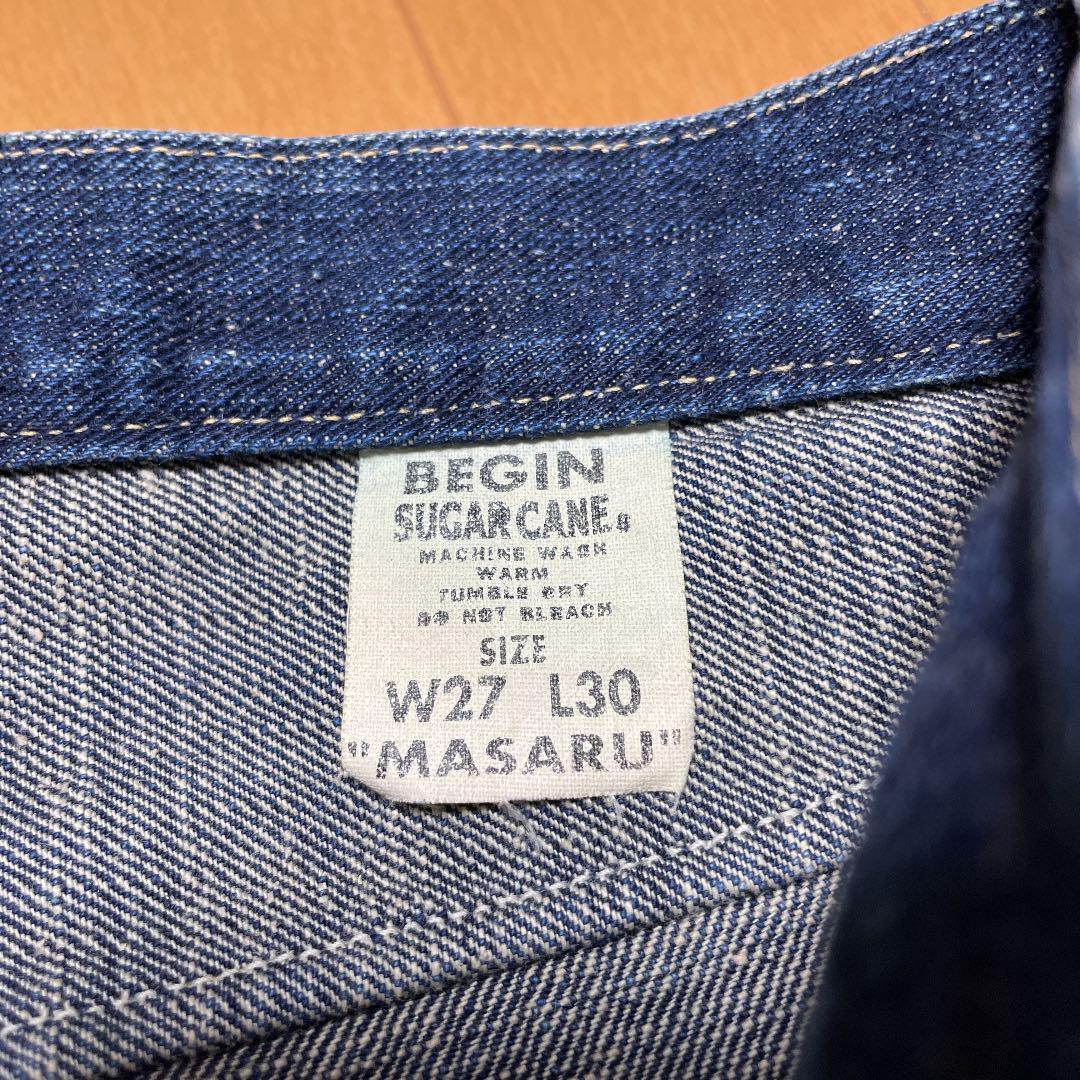 BEGIN
SUGAR CANE®
MACHINE WASH
WARM
TUMBLE DRY
DO NOT BLEACH
SIZE
W27 L30
"MASARU"